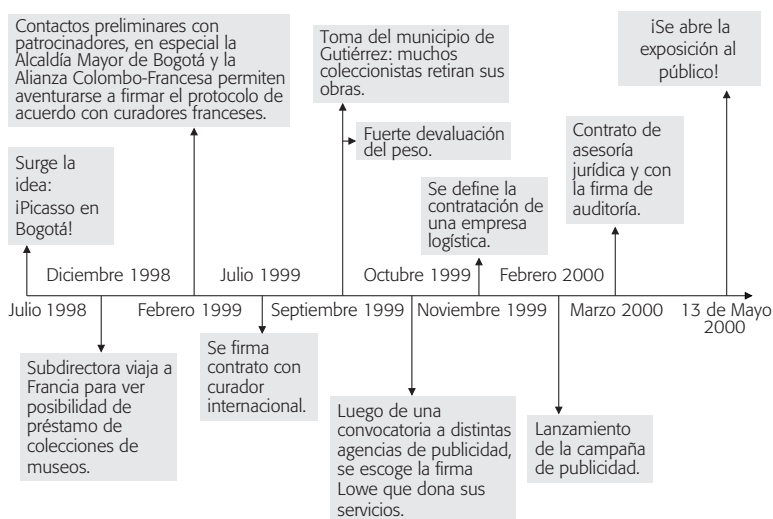 Contactos preliminares con
patrocinadores, en especial la
Alcaldía Mayor de Bogotá y la
Alianza Colombo-Francesa permiten
aventurarse a firmar el protocolo de
acuerdo con curadores franceses.
Toma del municipio de
Gutiérrez: muchos
coleccionistas retiran sus
obras.
¡Se abre la
exposición al
público!
Fuerte devaluación
del peso.
Contrato de
asesoría
jurídica y con
la firma de
auditoría.
Surge la
idea:
¡Picasso en
Bogotá!
Se define la
contratación de
una empresa
logística.
Diciembre 1998
Julio 1999
Octubre 1999
Febrero 2000
Julio 1998
Febrero 1999
Septiembre 1999
Noviembre 1999
Marzo 2000
13 de Mayo
2000
Subdirectora viaja a
Francia para ver
posibilidad de
préstamo de
colecciones de
museos.
Se firma
contrato con
curador
internacional.
Luego de una
convocatoria a distintas
agencias de publicidad,
se escoge la firma
Lowe que dona sus
servicios.
Lanzamiento
de la campaña
de publicidad.